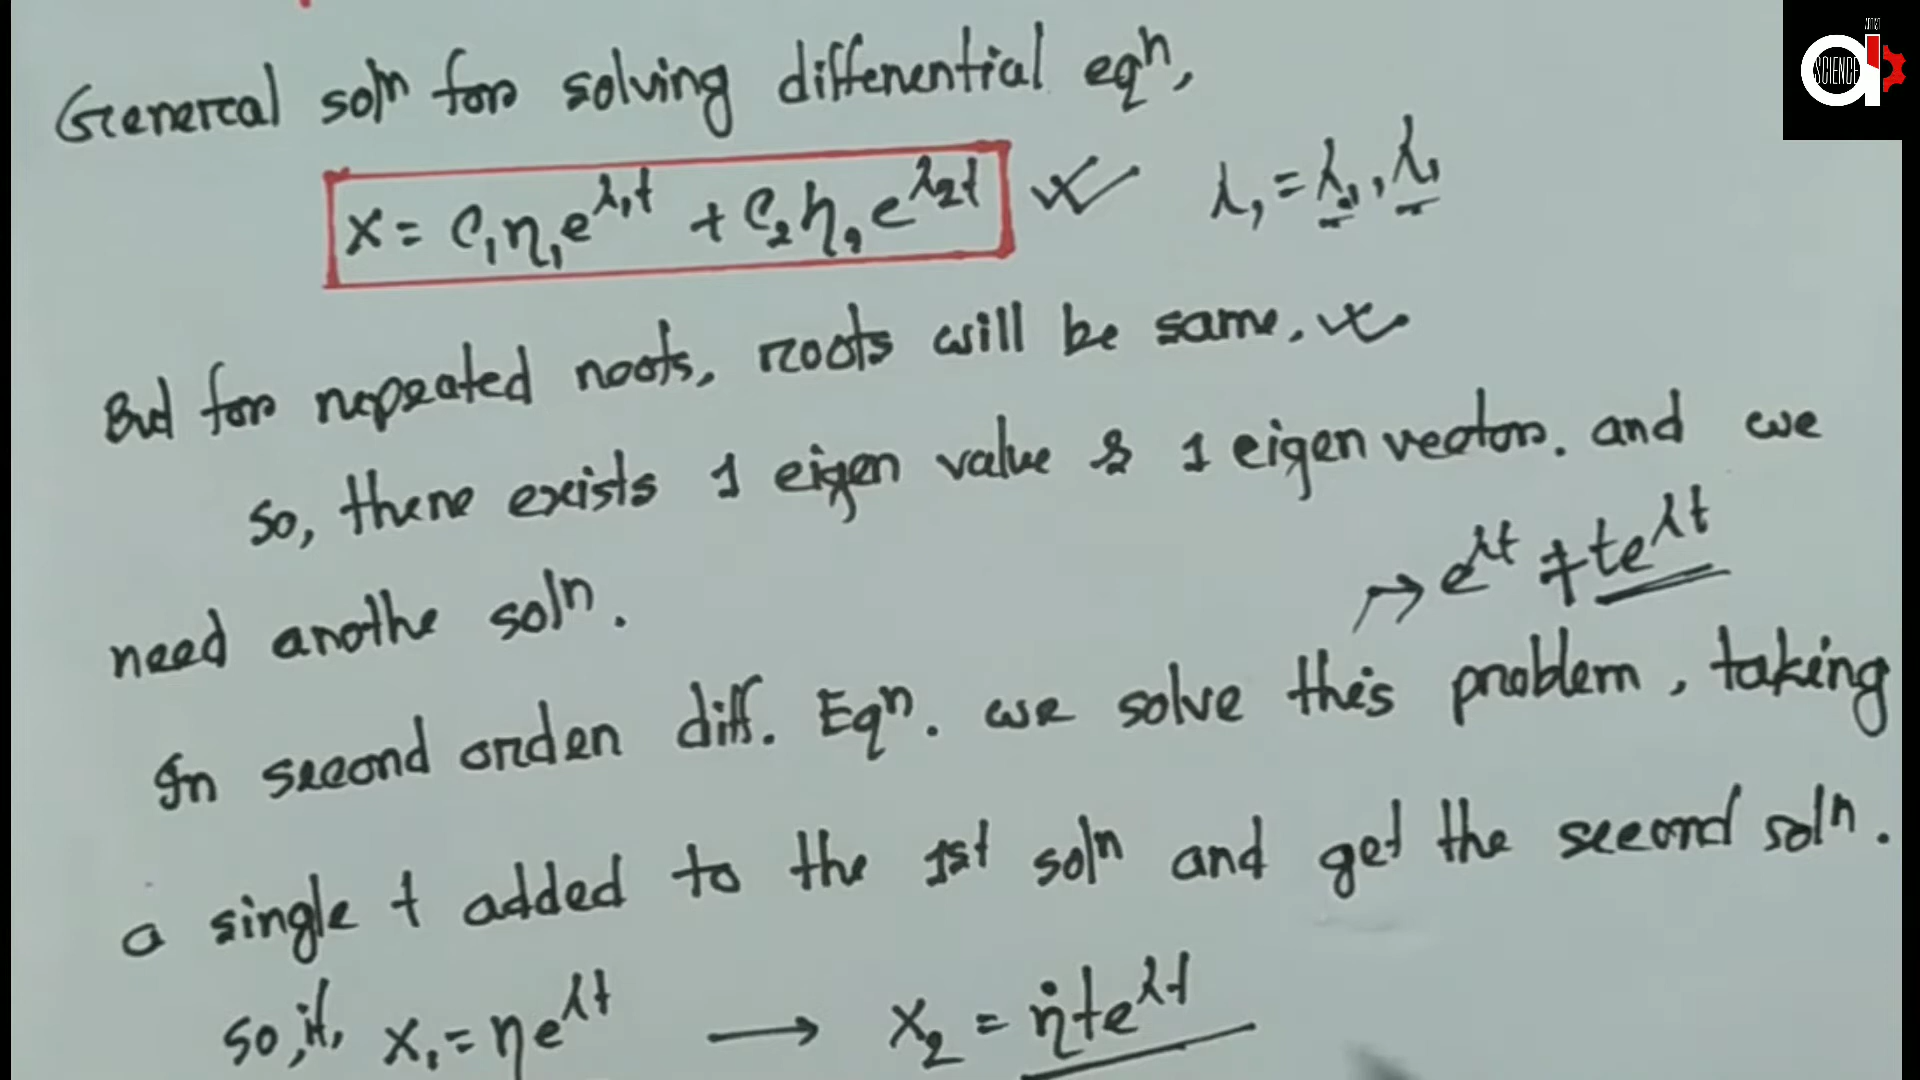 SCIENCE
General solⁿ for solving differential eqⁿ,
x = c₁η₁e^λ₁t + c₂η₂e^λ₂t λ₁ = λ₁, λ₁
But for repeated roots, roots will be same.
so, there exists 1 eigen value & 1 eigen vector. and we
need anothe solⁿ.
→ e^λt + te^λt
In second order diff. Eqⁿ. we solve this problem, taking
a single t added to the 1st solⁿ and get the second solⁿ.
so, if, x₁ = ηe^λt → x₂ = ηte^λt